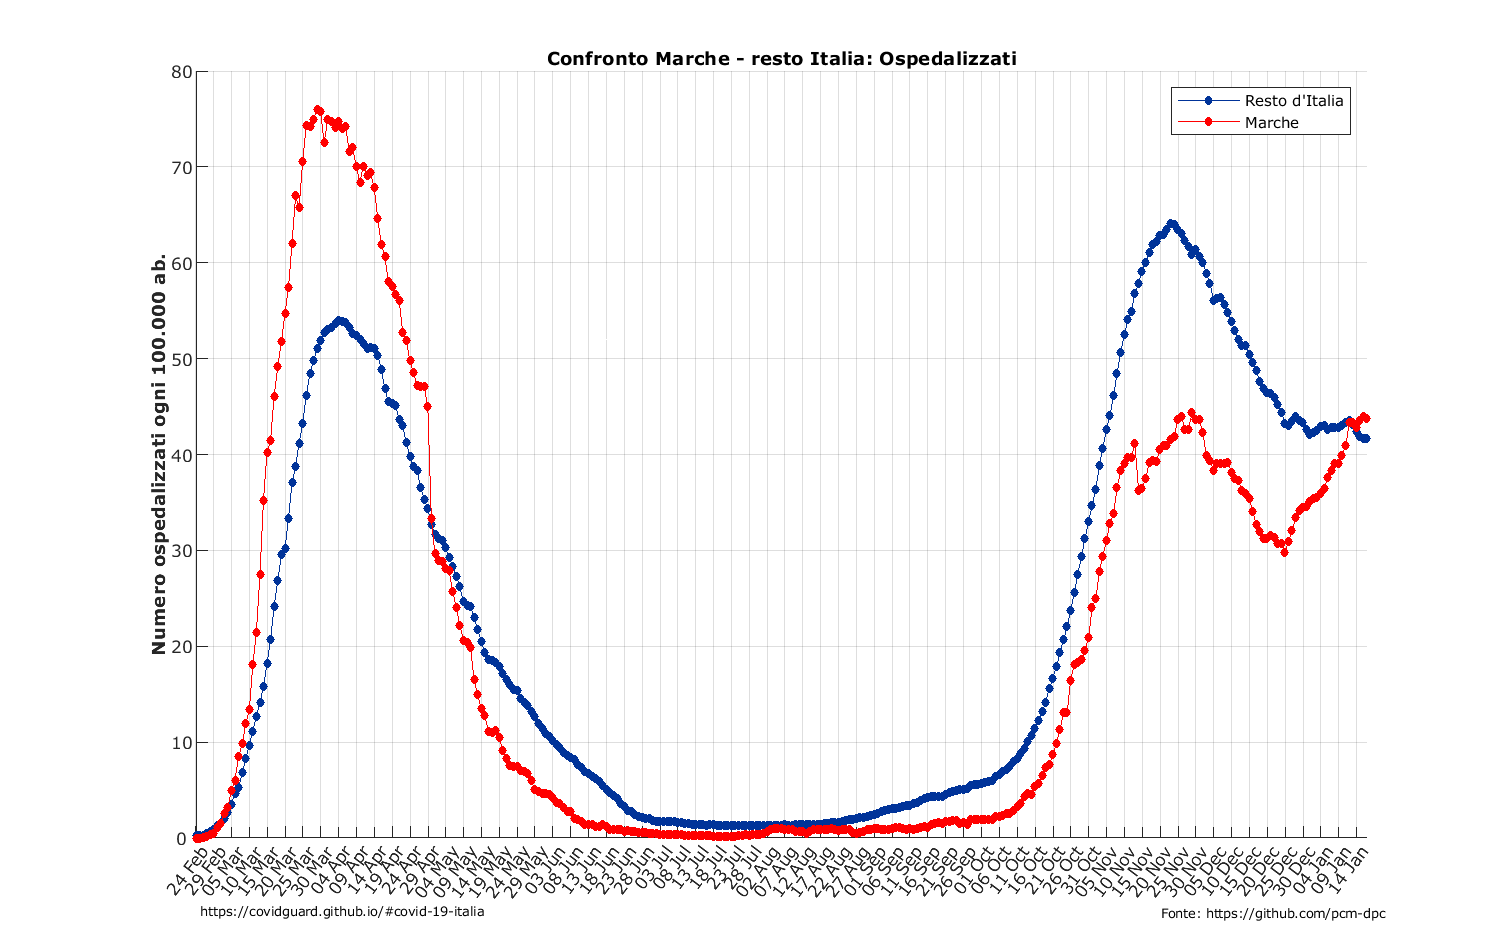 Confronto Marche - resto Italia: Ospedalizzati
Resto d'Italia
Marche
Numero ospedalizzati ogni 100.000 ab.
80
70
60
50
40
30
20
10
0
24 Feb
29 Feb
05 Mar
10 Mar
15 Mar
20 Mar
25 Mar
30 Mar
04 Apr
09 Apr
14 Apr
19 Apr
24 Apr
29 Apr
04 May
09 May
14 May
19 May
24 May
29 May
03 Jun
08 Jun
13 Jun
18 Jun
23 Jun
28 Jun
03 Jul
08 Jul
13 Jul
18 Jul
23 Jul
28 Jul
02 Aug
07 Aug
12 Aug
17 Aug
22 Aug
27 Aug
01 Sep
06 Sep
11 Sep
16 Sep
21 Sep
26 Sep
01 Oct
06 Oct
11 Oct
16 Oct
21 Oct
26 Oct
31 Oct
05 Nov
10 Nov
15 Nov
20 Nov
25 Nov
30 Nov
05 Dec
10 Dec
15 Dec
20 Dec
25 Dec
30 Dec
04 Jan
09 Jan
14 Jan
https://covidguard.github.io/#covid-19-italia
Fonte: https://github.com/pcm-dpc